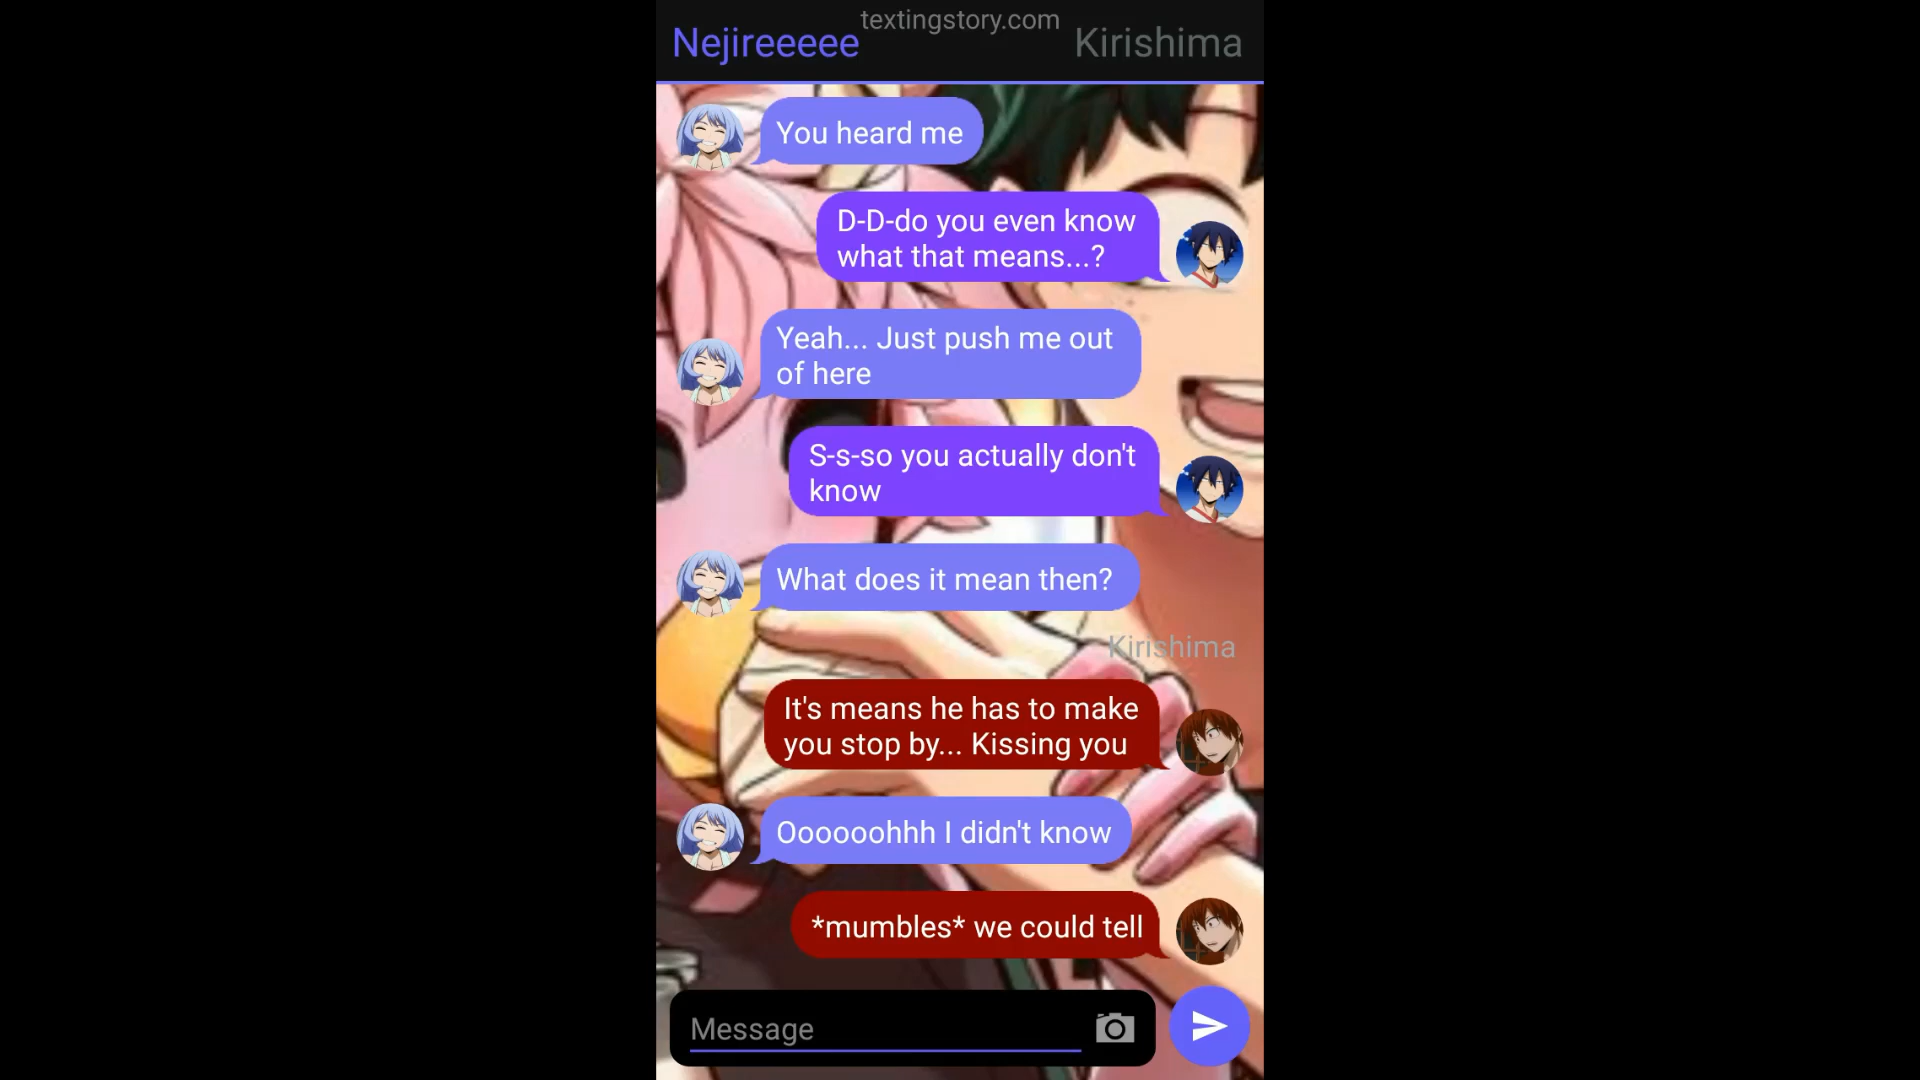 textingstory.com
Nejireeeee
Kirishima
You heard me
D-D-do you even know
what that means...?
Yeah... Just push me out
of here
S-s-so you actually don't
know
What does it mean then?
Kirishima
It's means he has to make
you stop by... Kissing you
Oooooohhh I didn't know
*mumbles* we could tell
Message